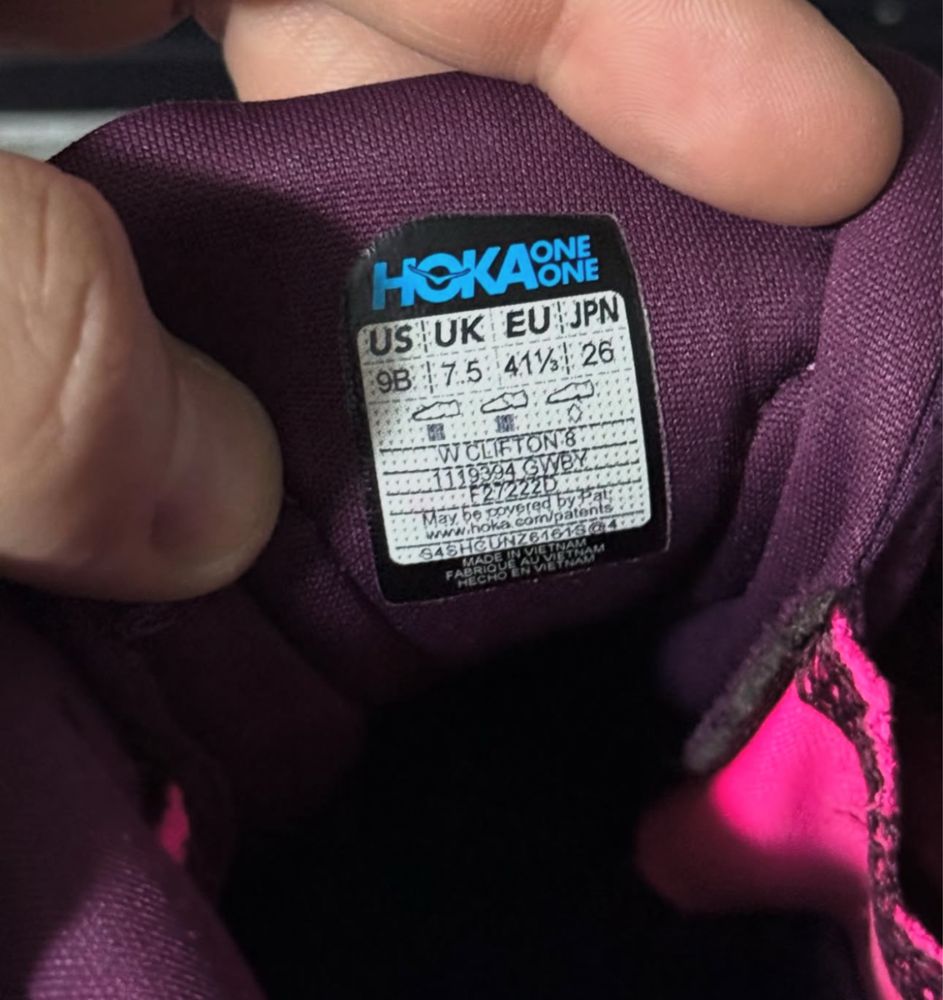 HOKA ONE ONE
US UK EU JPN
9B 7.5 41⅓ 26
W CLIFTON 8
1119394 GWBY
F27222D
May be covered by Pat.
www.hoka.com/patents
MADE IN VIETNAM
FABRIQUE AU VIETNAM
HECHO EN VIETNAM